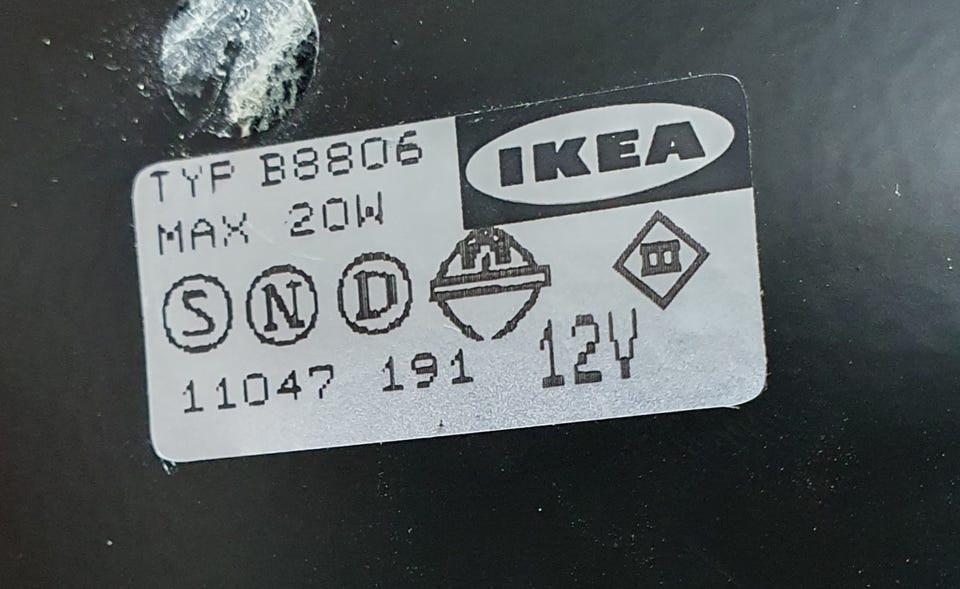 TYP B8806
IKEA
MAX 20W
S N D A B
11047 191 12V